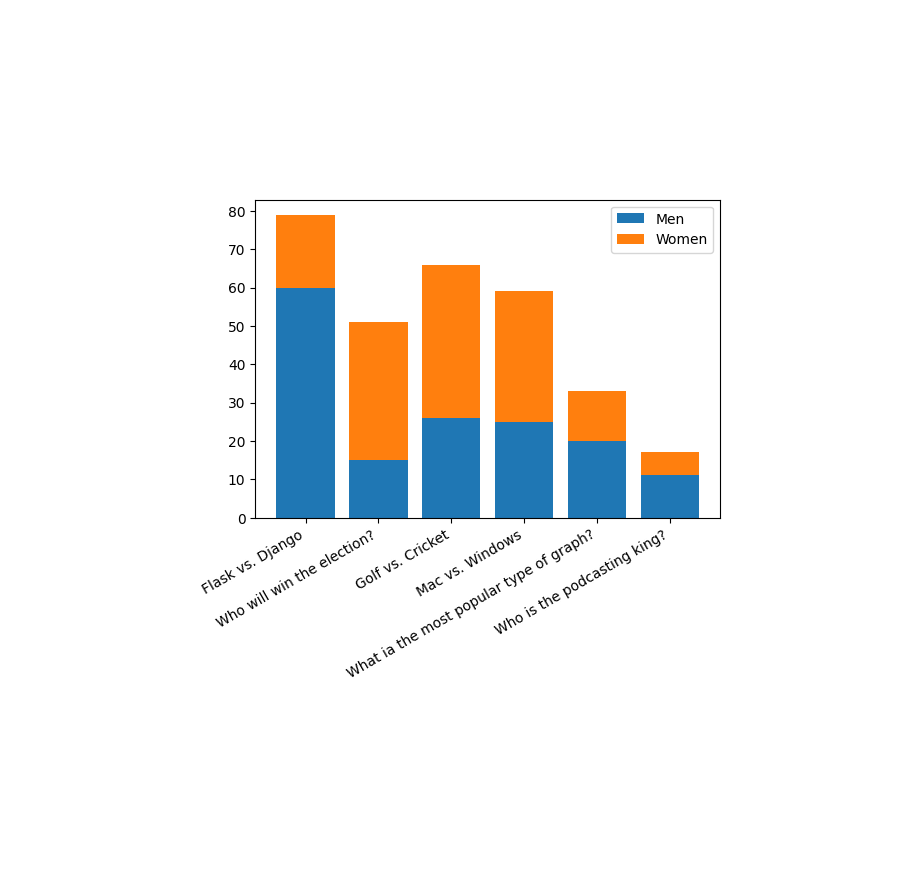 80
70
60
50
40
30
20
10
0
Men
Women
Flask vs. Django
Who will win the election?
Golf vs. Cricket
Mac vs. Windows
What ia the most popular type of graph?
Who is the podcasting king?